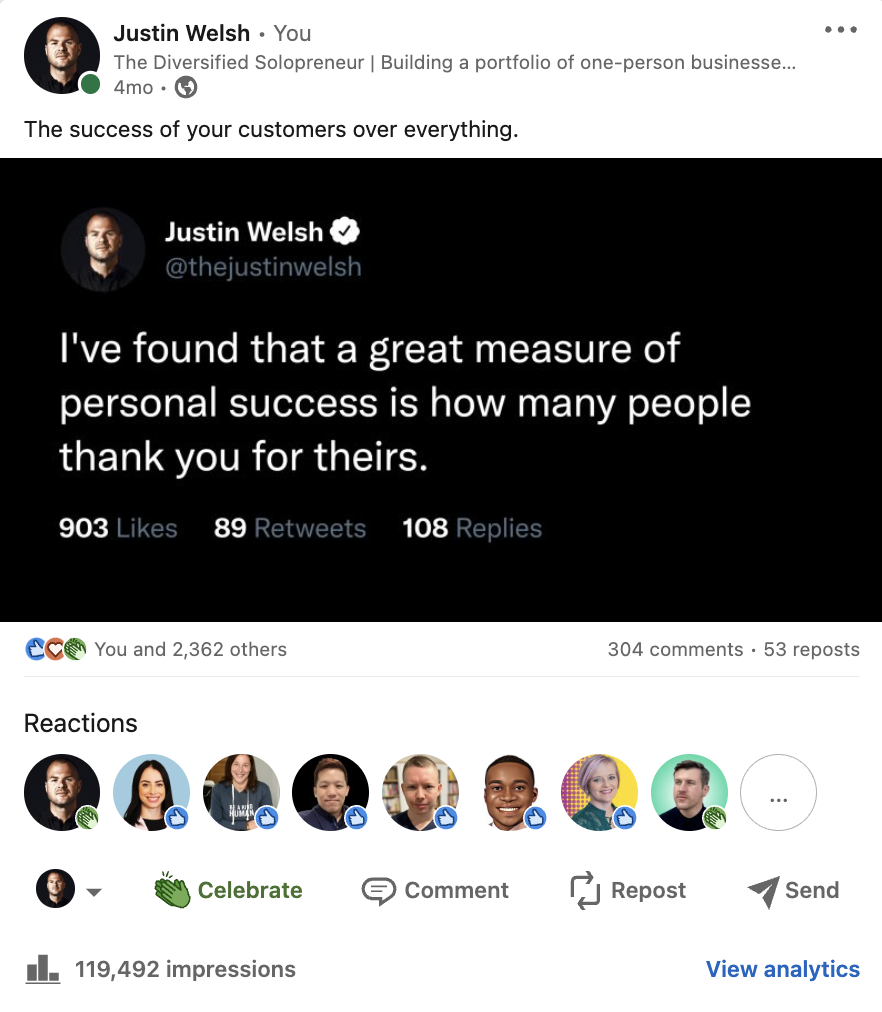 Justin Welsh • You
The Diversified Solopreneur | Building a portfolio of one-person businesse...
4mo •
The success of your customers over everything.
Justin Welsh
@thejustinwelsh
I've found that a great measure of
personal success is how many people
thank you for theirs.
903 Likes 89 Retweets 108 Replies
You and 2,362 others 304 comments • 53 reposts
Reactions
BE A KIND
HUMAN
...
Celebrate Comment Repost Send
119,492 impressions View analytics